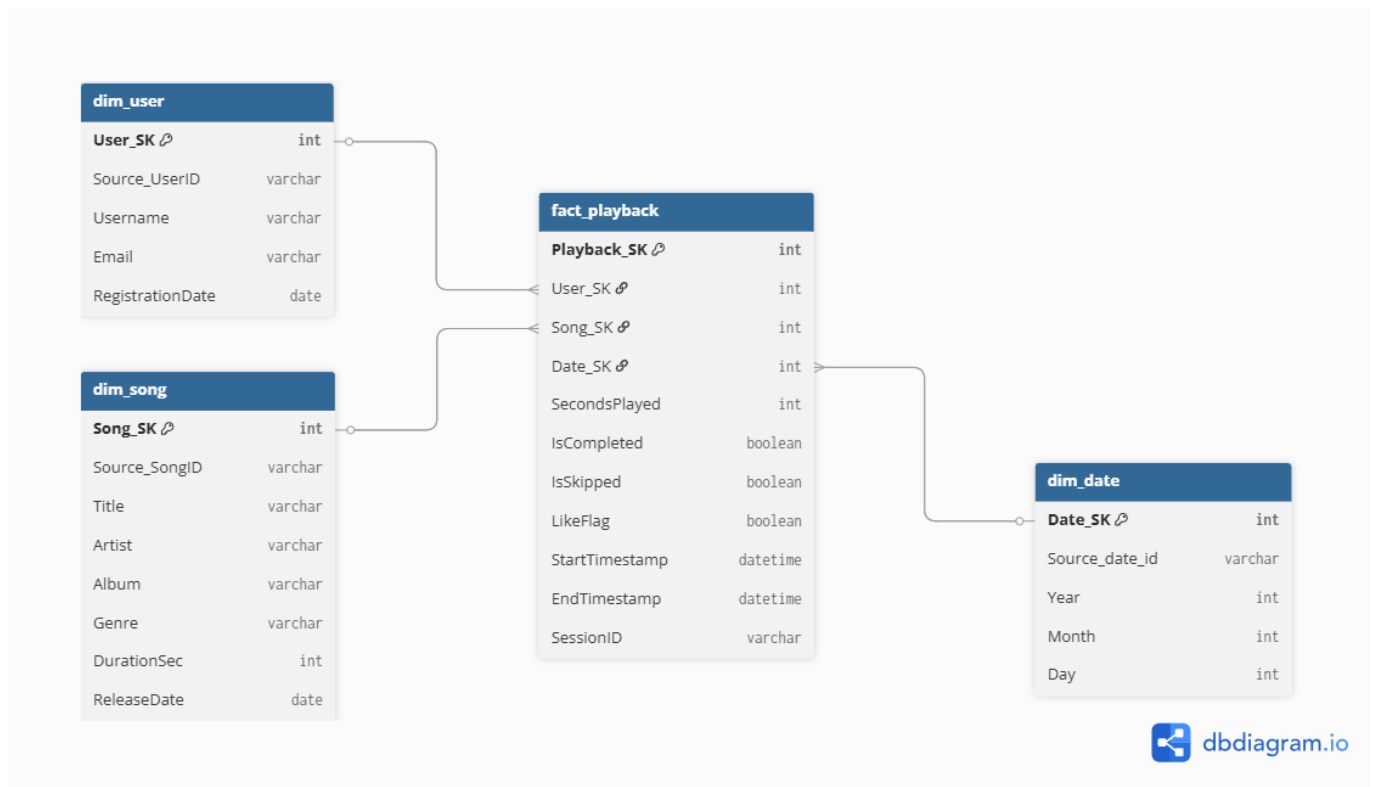 dim_user
User_SK int
Source_UserID varchar
Username varchar
Email varchar
RegistrationDate date
dim_song
Song_SK int
Source_SongID varchar
Title varchar
Artist varchar
Album varchar
Genre varchar
DurationSec int
ReleaseDate date
fact_playback
Playback_SK int
User_SK int
Song_SK int
Date_SK int
SecondsPlayed int
IsCompleted boolean
IsSkipped boolean
LikeFlag boolean
StartTimestamp datetime
EndTimestamp datetime
SessionID varchar
dim_date
Date_SK int
Source_date_id varchar
Year int
Month int
Day int
dbdiagram.io